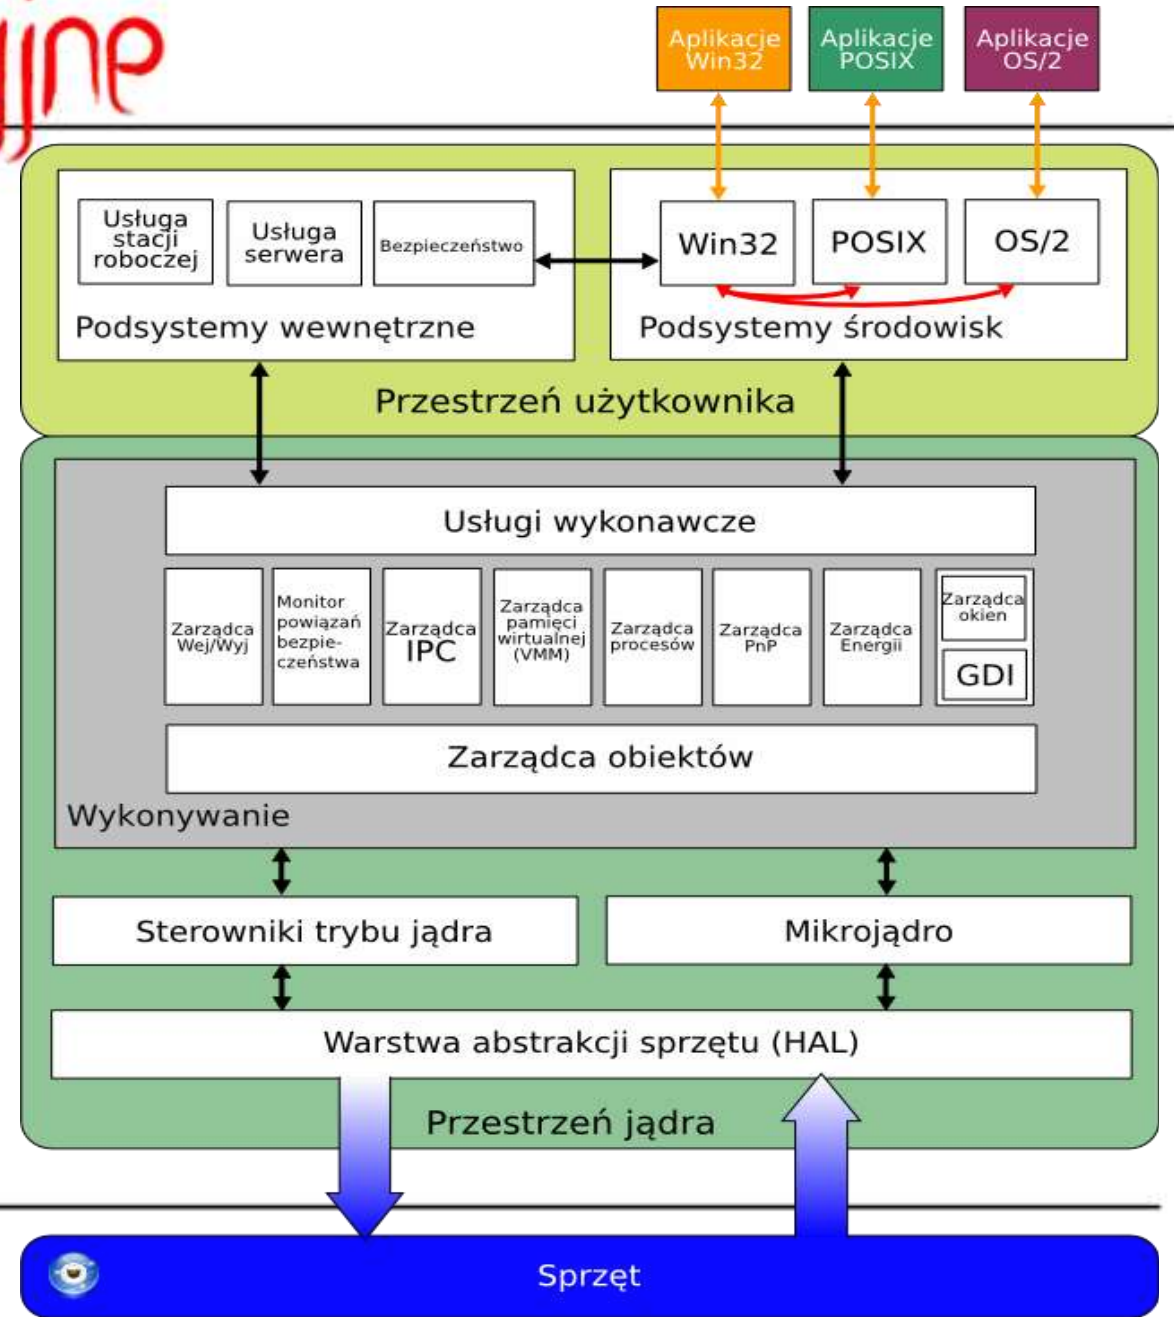 jjne
Aplikacje
Win32
Aplikacje
POSIX
Aplikacje
OS/2
Usługa
stacji
roboczej
Usługa
serwera
Bezpieczeństwo
Win32
POSIX
OS/2
Podsystemy wewnętrzne
Podsystemy środowisk
Przestrzeń użytkownika
Usługi wykonawcze
Zarządca
Wej/Wyj
Monitor
powiązań
bezpie-
czeństwa
Zarządca
IPC
Zarządca
pamięci
wirtualnej
(VMM)
Zarządca
procesów
Zarządca
PnP
Zarządca
Energii
Zarządca
okien
GDI
Zarządca obiektów
Wykonywanie
Sterowniki trybu jądra
Mikrojądro
Warstwa abstrakcji sprzętu (HAL)
Przestrzeń jądra
Sprzęt